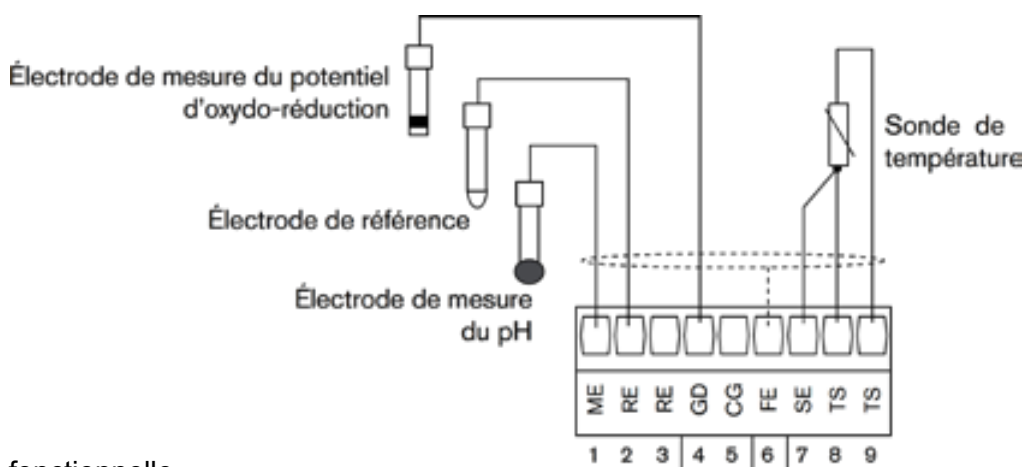 Électrode de mesure du potentiel
d'oxydo-réduction
Sonde de
température
Électrode de référence
Électrode de mesure
du pH
ME RE RE GD CG FE SE TS TS
1 2 3 4 5 6 7 8 9